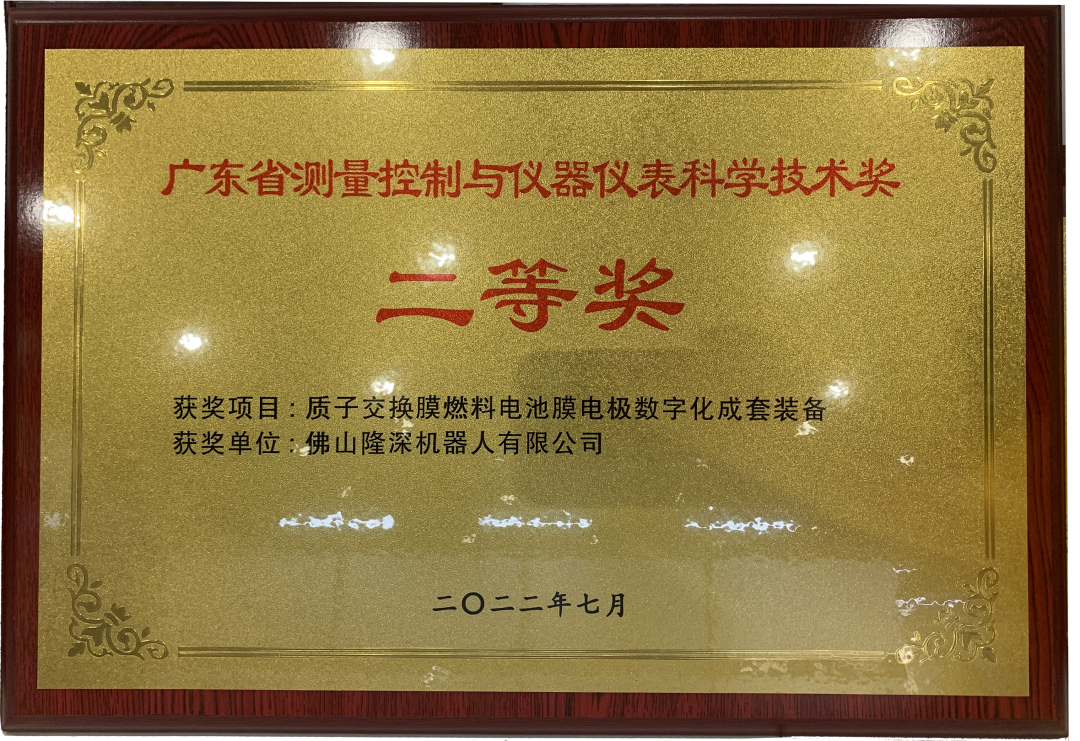 广东省测量控制与仪器仪表科学技术奖
二等奖
获奖项目：质子交换膜燃料电池膜电极数字化成套装备
获奖单位：佛山隆深机器人有限公司
二〇二二年七月